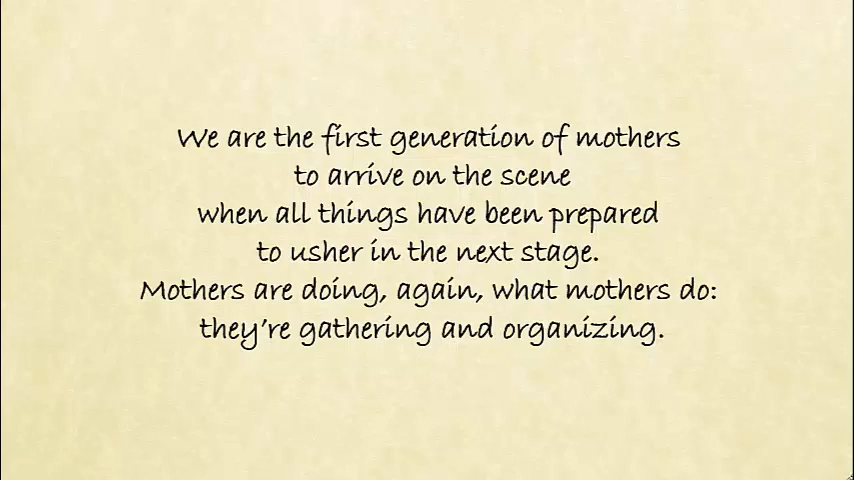 We are the first generation of mothers
to arrive on the scene
when all things have been prepared
to usher in the next stage.
Mothers are doing, again, what mothers do:
they’re gathering and organizing.